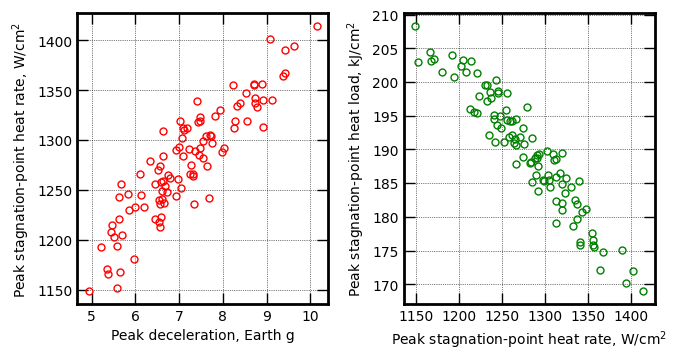 Peak stagnation-point heat rate, W/cm²
1400
1350
1300
1250
1200
1150
5 6 7 8 9 10
Peak deceleration, Earth g
Peak stagnation-point heat load, kJ/cm²
210
205
200
195
190
185
180
175
170
1150 1200 1250 1300 1350 1400
Peak stagnation-point heat rate, W/cm²